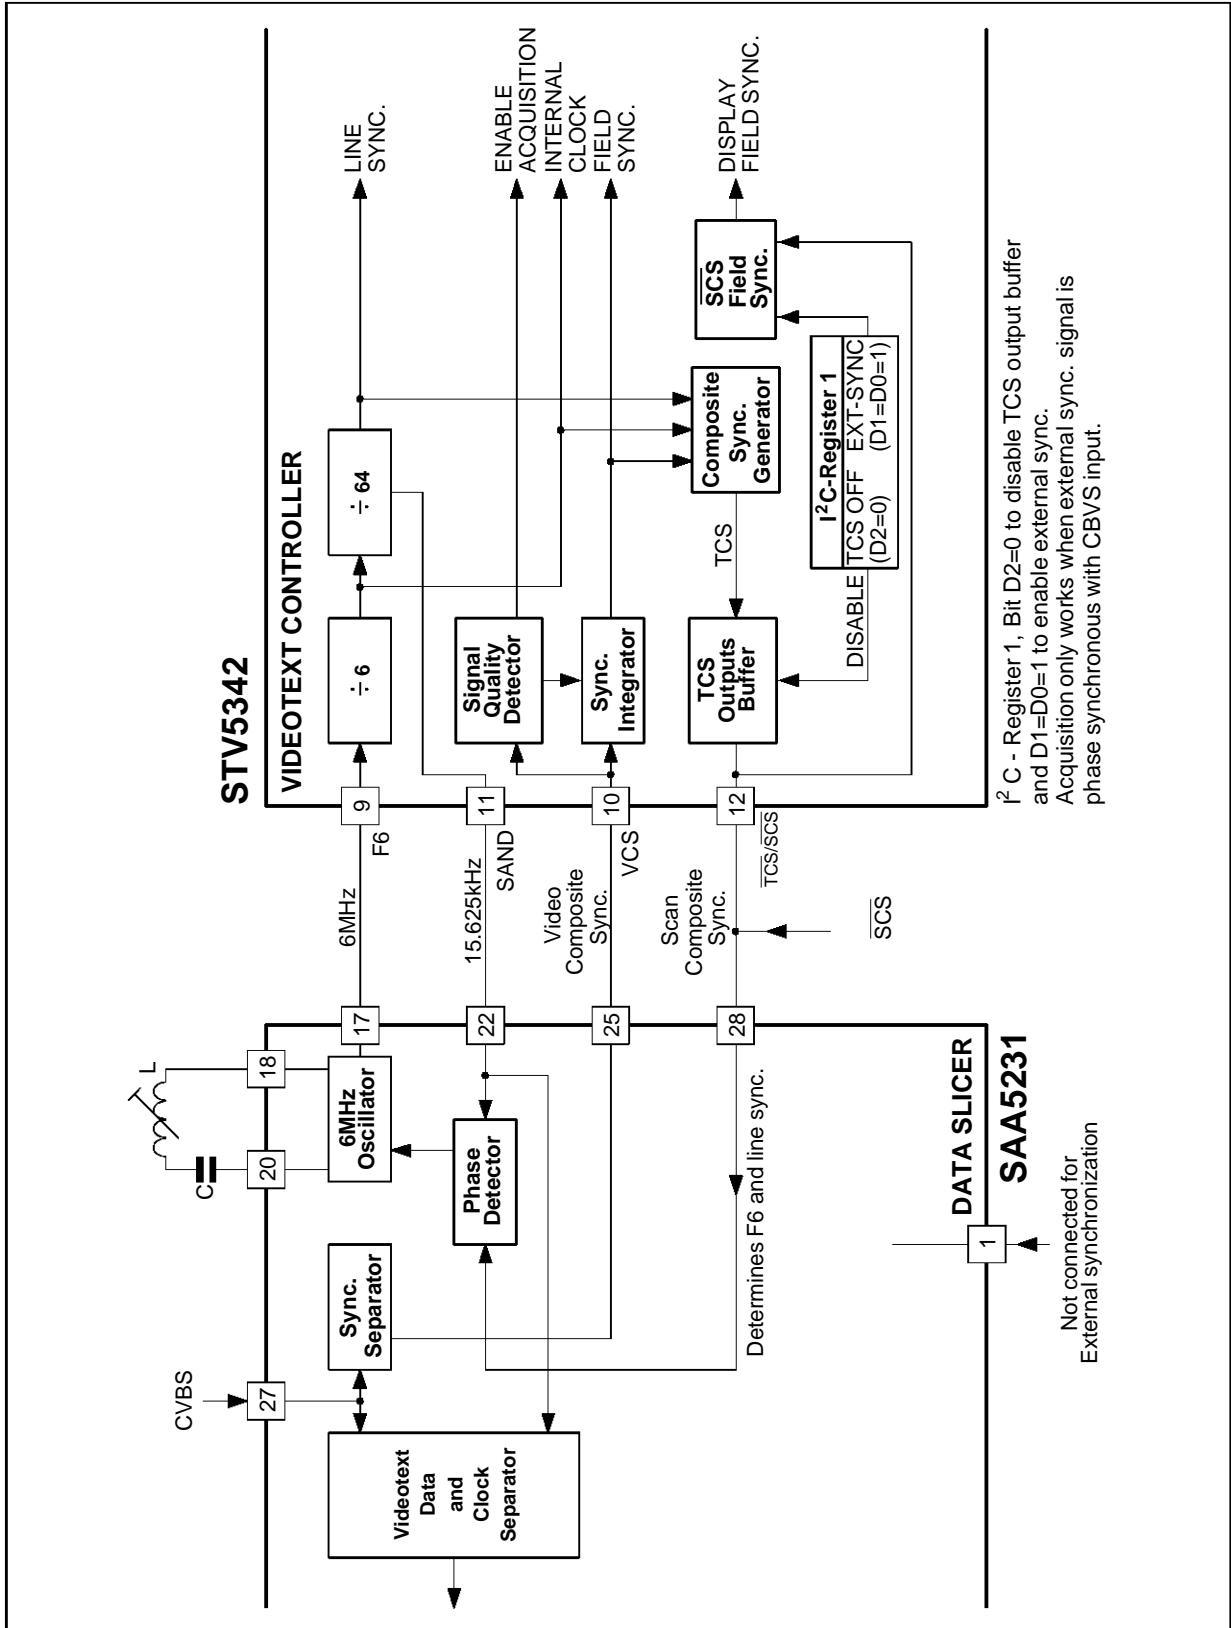 CVBS
27
Videotext
Data
and
Clock
Separator
Sync.
Separator
C
L
20
18
6MHz
Oscillator
Phase
Detector
17
22
25
28
Determines F6 and line sync.
DATA SLICER
SAA5231
1
Not connected for
External synchronization
6MHz
15.625kHz
Video
Composite
Sync.
Scan
Composite
Sync.
SCS
F6
SAND
VCS
TCS/SCS
9
11
10
12
STV5342
VIDEOTEXT CONTROLLER
÷ 6
÷ 64
Signal
Quality
Detector
Sync.
Integrator
TCS
Outputs
Buffer
TCS
DISABLE
Composite
Sync.
Generator
I²C-Register 1
TCS OFF EXT-SYNC
(D2=0) (D1=D0=1)
SCS
Field
Sync.
LINE
SYNC.
ENABLE
ACQUISITION
INTERNAL
CLOCK
FIELD
SYNC.
DISPLAY
FIELD SYNC.
I² C - Register 1, Bit D2=0 to disable TCS output buffer
and D1=D0=1 to enable external sync.
Acquisition only works when external sync. signal is
phase synchronous with CBVS input.